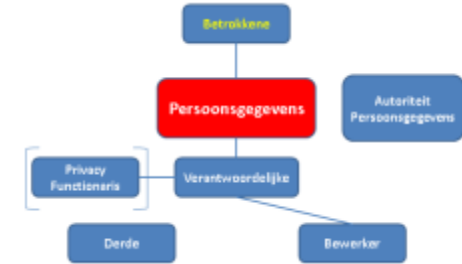 Betrokkene
Persoonsgegevens
Autoriteit
Persoonsgegevens
Privacy
Functionaris
Verantwoordelijke
Derde
Bewerker